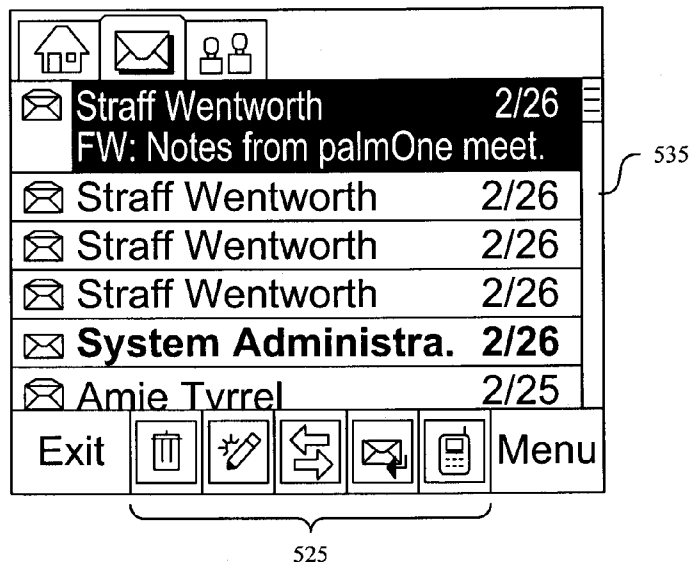 Straff Wentworth 2/26
FW: Notes from palmOne meet.
535
Straff Wentworth 2/26
Straff Wentworth 2/26
Straff Wentworth 2/26
System Administra. 2/26
Amie Tyrrel 2/25
Exit Menu
525